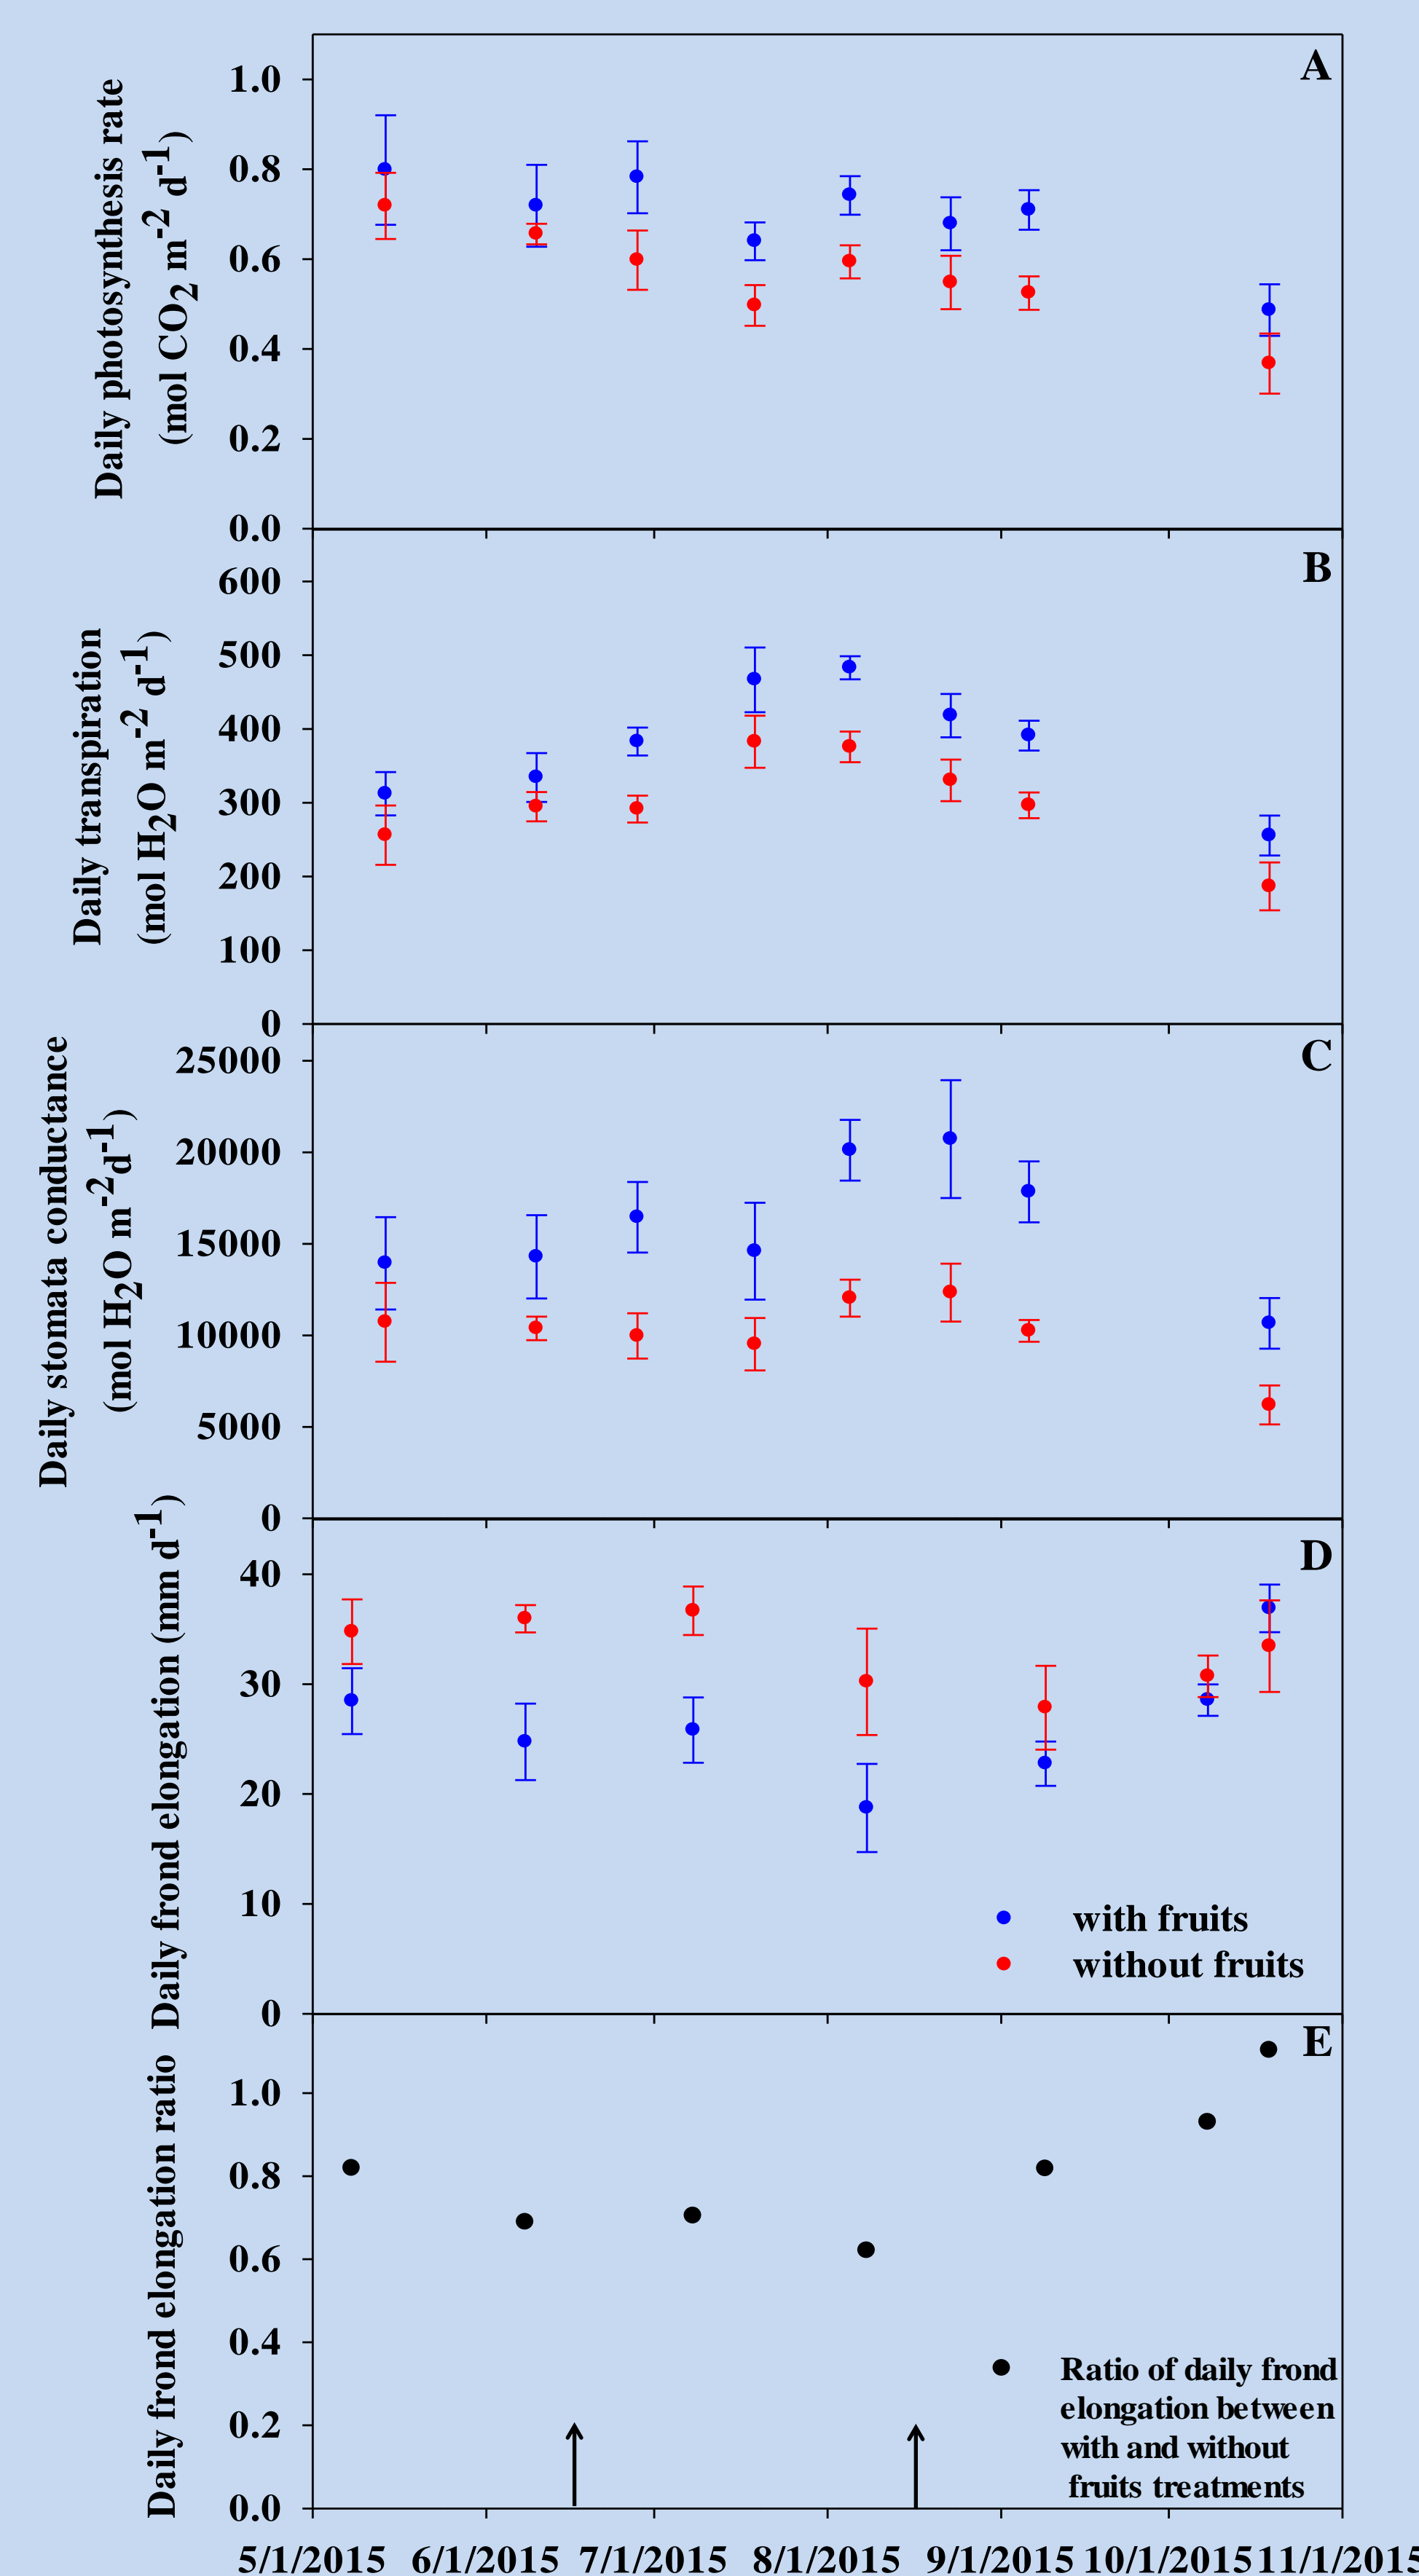 A
Daily photosynthesis rate
(mol CO2 m-2 d-1)
1.0
0.8
0.6
0.4
0.2
0.0
B
Daily transpiration
(mol H2O m-2 d-1)
600
500
400
300
200
100
0
C
Daily stomata conductance
(mol H2O m-2d-1)
25000
20000
15000
10000
5000
0
D
Daily frond elongation (mm d-1)
40
30
20
10
0
with fruits
without fruits
E
Daily frond elongation ratio
1.0
0.8
0.6
0.4
0.2
0.0
Ratio of daily frond
elongation between
with and without
fruits treatments
5/1/2015 6/1/2015 7/1/2015 8/1/2015 9/1/2015 10/1/2015 11/1/2015